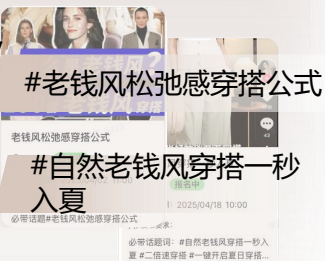 #老钱风松弛感穿搭公式
老钱风松弛感穿搭公式
#自然老钱风穿搭一秒
入夏
报名中
2025/04/18 10:00
必带话题#老钱风松弛感穿搭公式
必带话题词：#自然老钱风穿搭一秒入
夏 #二倍速穿搭 #一键开启夏日穿搭…